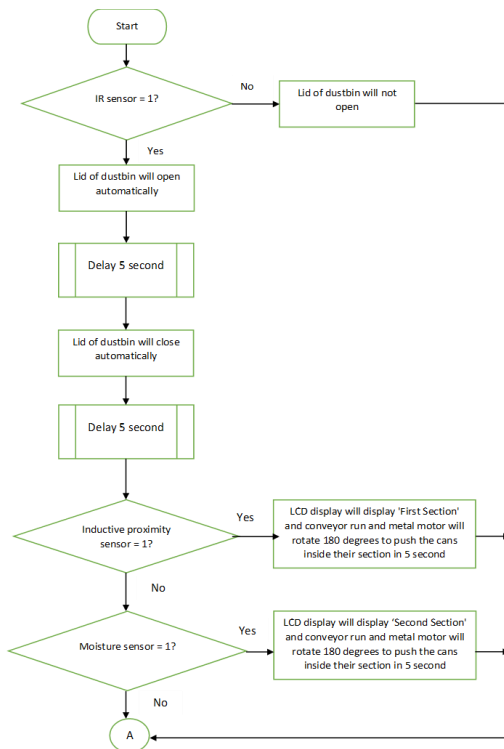 Start
IR sensor = 1?
No
Lid of dustbin will not
open
Yes
Lid of dustbin will open
automatically
Delay 5 second
Lid of dustbin will close
automatically
Delay 5 second
Inductive proximity
sensor = 1?
Yes
LCD display will display 'First Section'
and conveyor run and metal motor will
rotate 180 degrees to push the cans
inside their section in 5 second
No
Moisture sensor = 1?
Yes
LCD display will display 'Second Section'
and conveyor run and metal motor will
rotate 180 degrees to push the cans
inside their section in 5 second
No
A